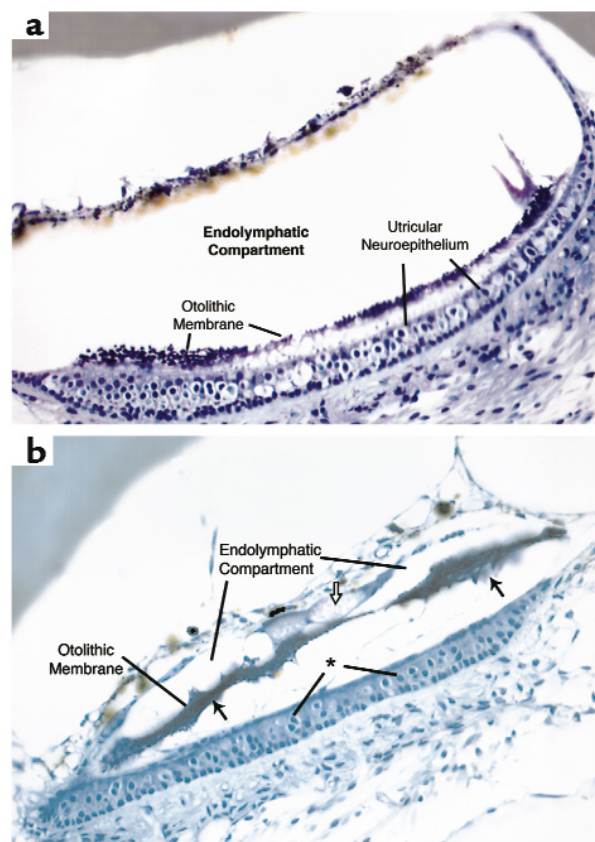 a
Endolymphatic
Compartment
Utricular
Neuroepithelium
Otolithic
Membrane
b
Endolymphatic
Compartment
Otolithic
Membrane
*